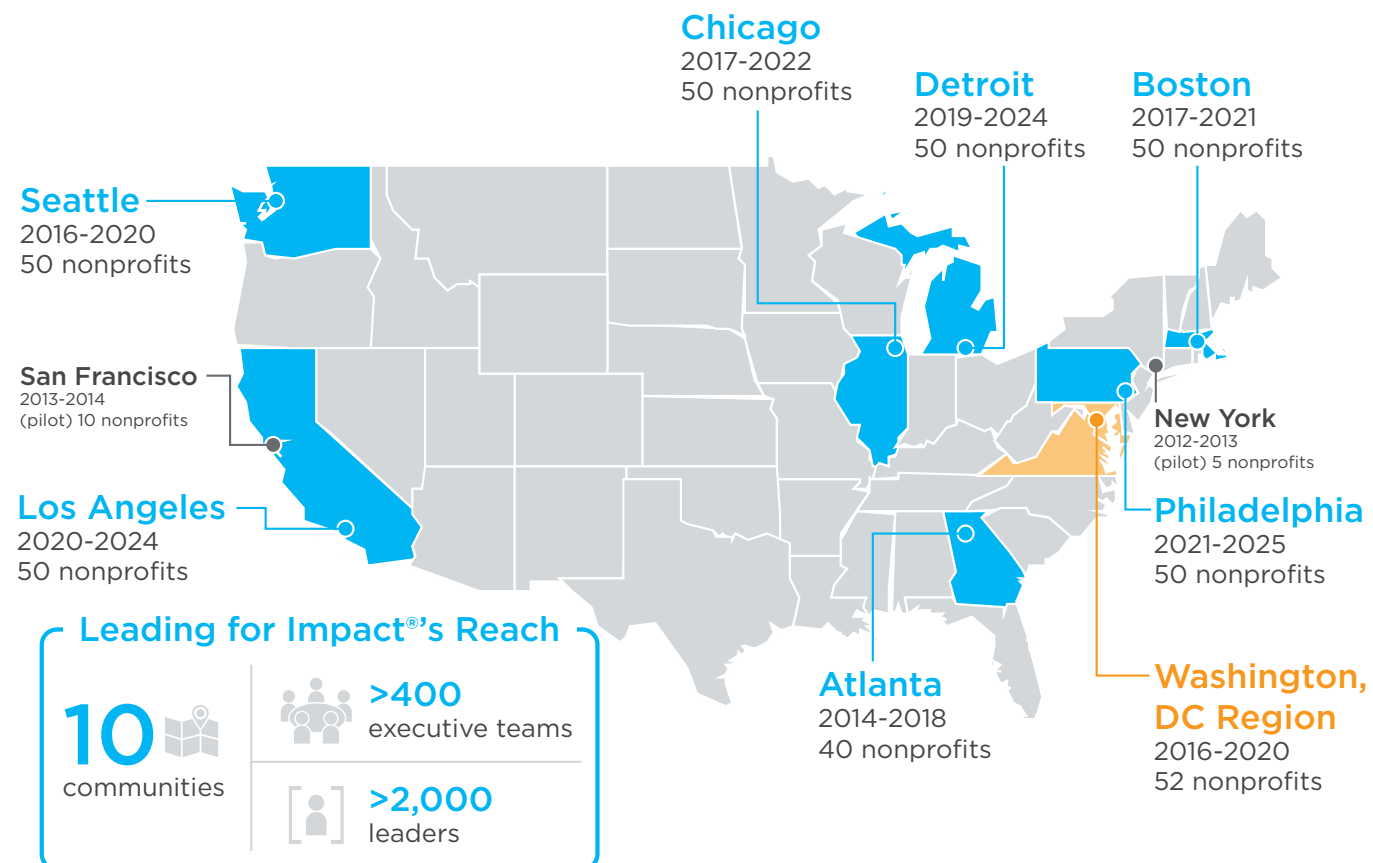 Chicago
2017-2022
50 nonprofits
Detroit
2019-2024
50 nonprofits
Boston
2017-2021
50 nonprofits
Seattle
2016-2020
50 nonprofits
San Francisco
2013-2014
(pilot) 10 nonprofits
New York
2012-2013
(pilot) 5 nonprofits
Los Angeles
2020-2024
50 nonprofits
Philadelphia
2021-2025
50 nonprofits
Atlanta
2014-2018
40 nonprofits
Washington,
DC Region
2016-2020
52 nonprofits
Leading for Impact®'s Reach
10
communities
>400
executive teams
>2,000
leaders